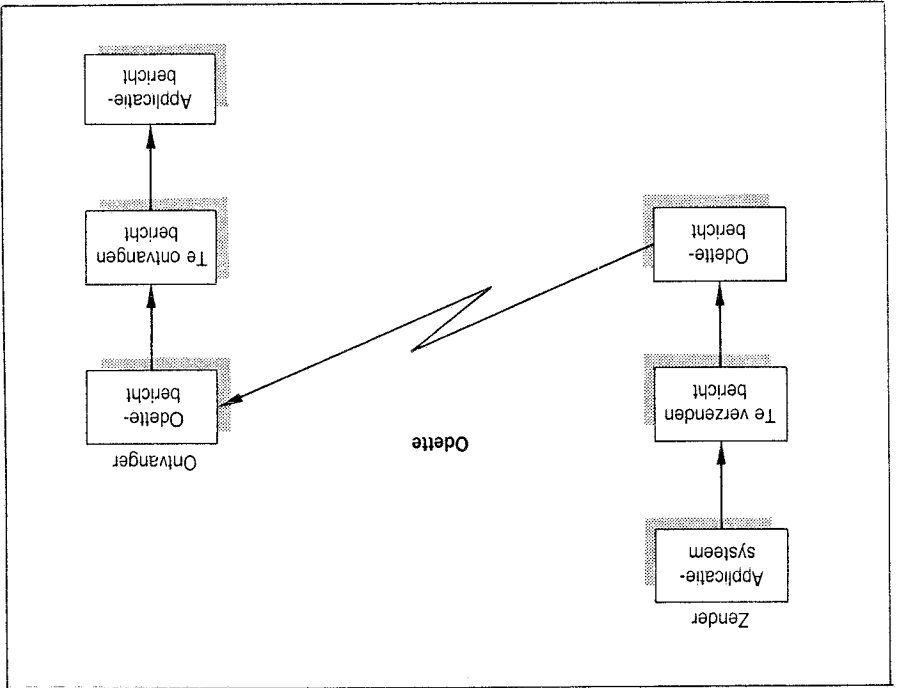 Zender
Applicatie-
systeem
Te verzenden
bericht
Odette-
bericht
Odette
Ontvanger
Odette-
bericht
Te ontvangen
bericht
Applicatie-
bericht